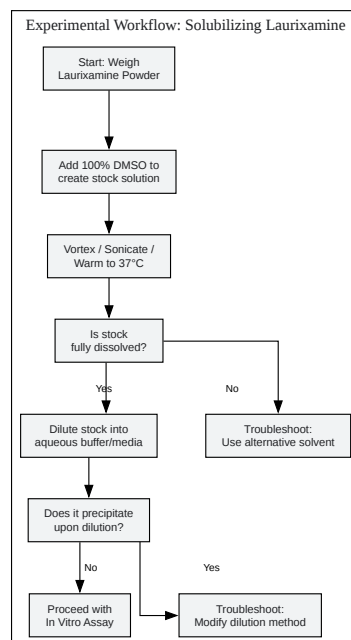 Experimental Workflow: Solubilizing Laurixamine
Start: Weigh
Laurixamine Powder
Add 100% DMSO to
create stock solution
Vortex / Sonicate /
Warm to 37°C
Is stock
fully dissolved?
Yes
No
Dilute stock into
aqueous buffer/media
Troubleshoot:
Use alternative solvent
Does it precipitate
upon dilution?
No
Yes
Proceed with
In Vitro Assay
Troubleshoot:
Modify dilution method